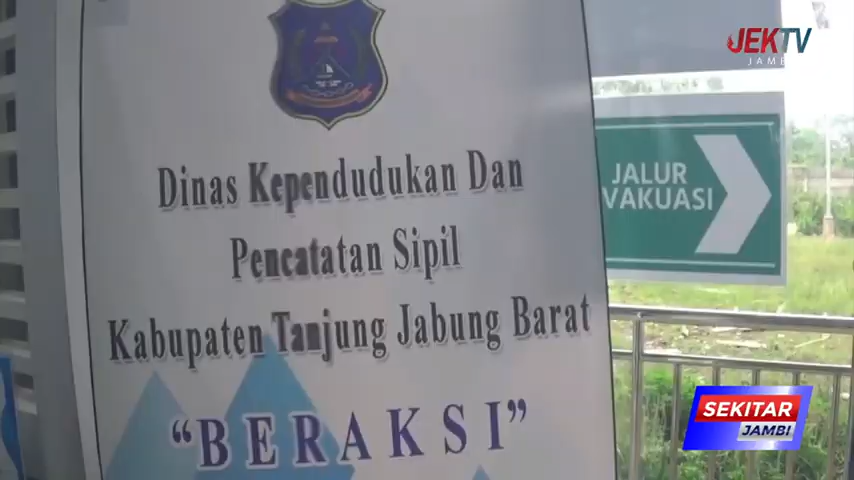 JEKTV
JAMBI
Dinas Kependudukan Dan
Pencatatan Sipil
Kabupaten Tanjung Jabung Barat
"BERAKSI"
JALUR
VAKUASI
SEKITAR
JAMBI